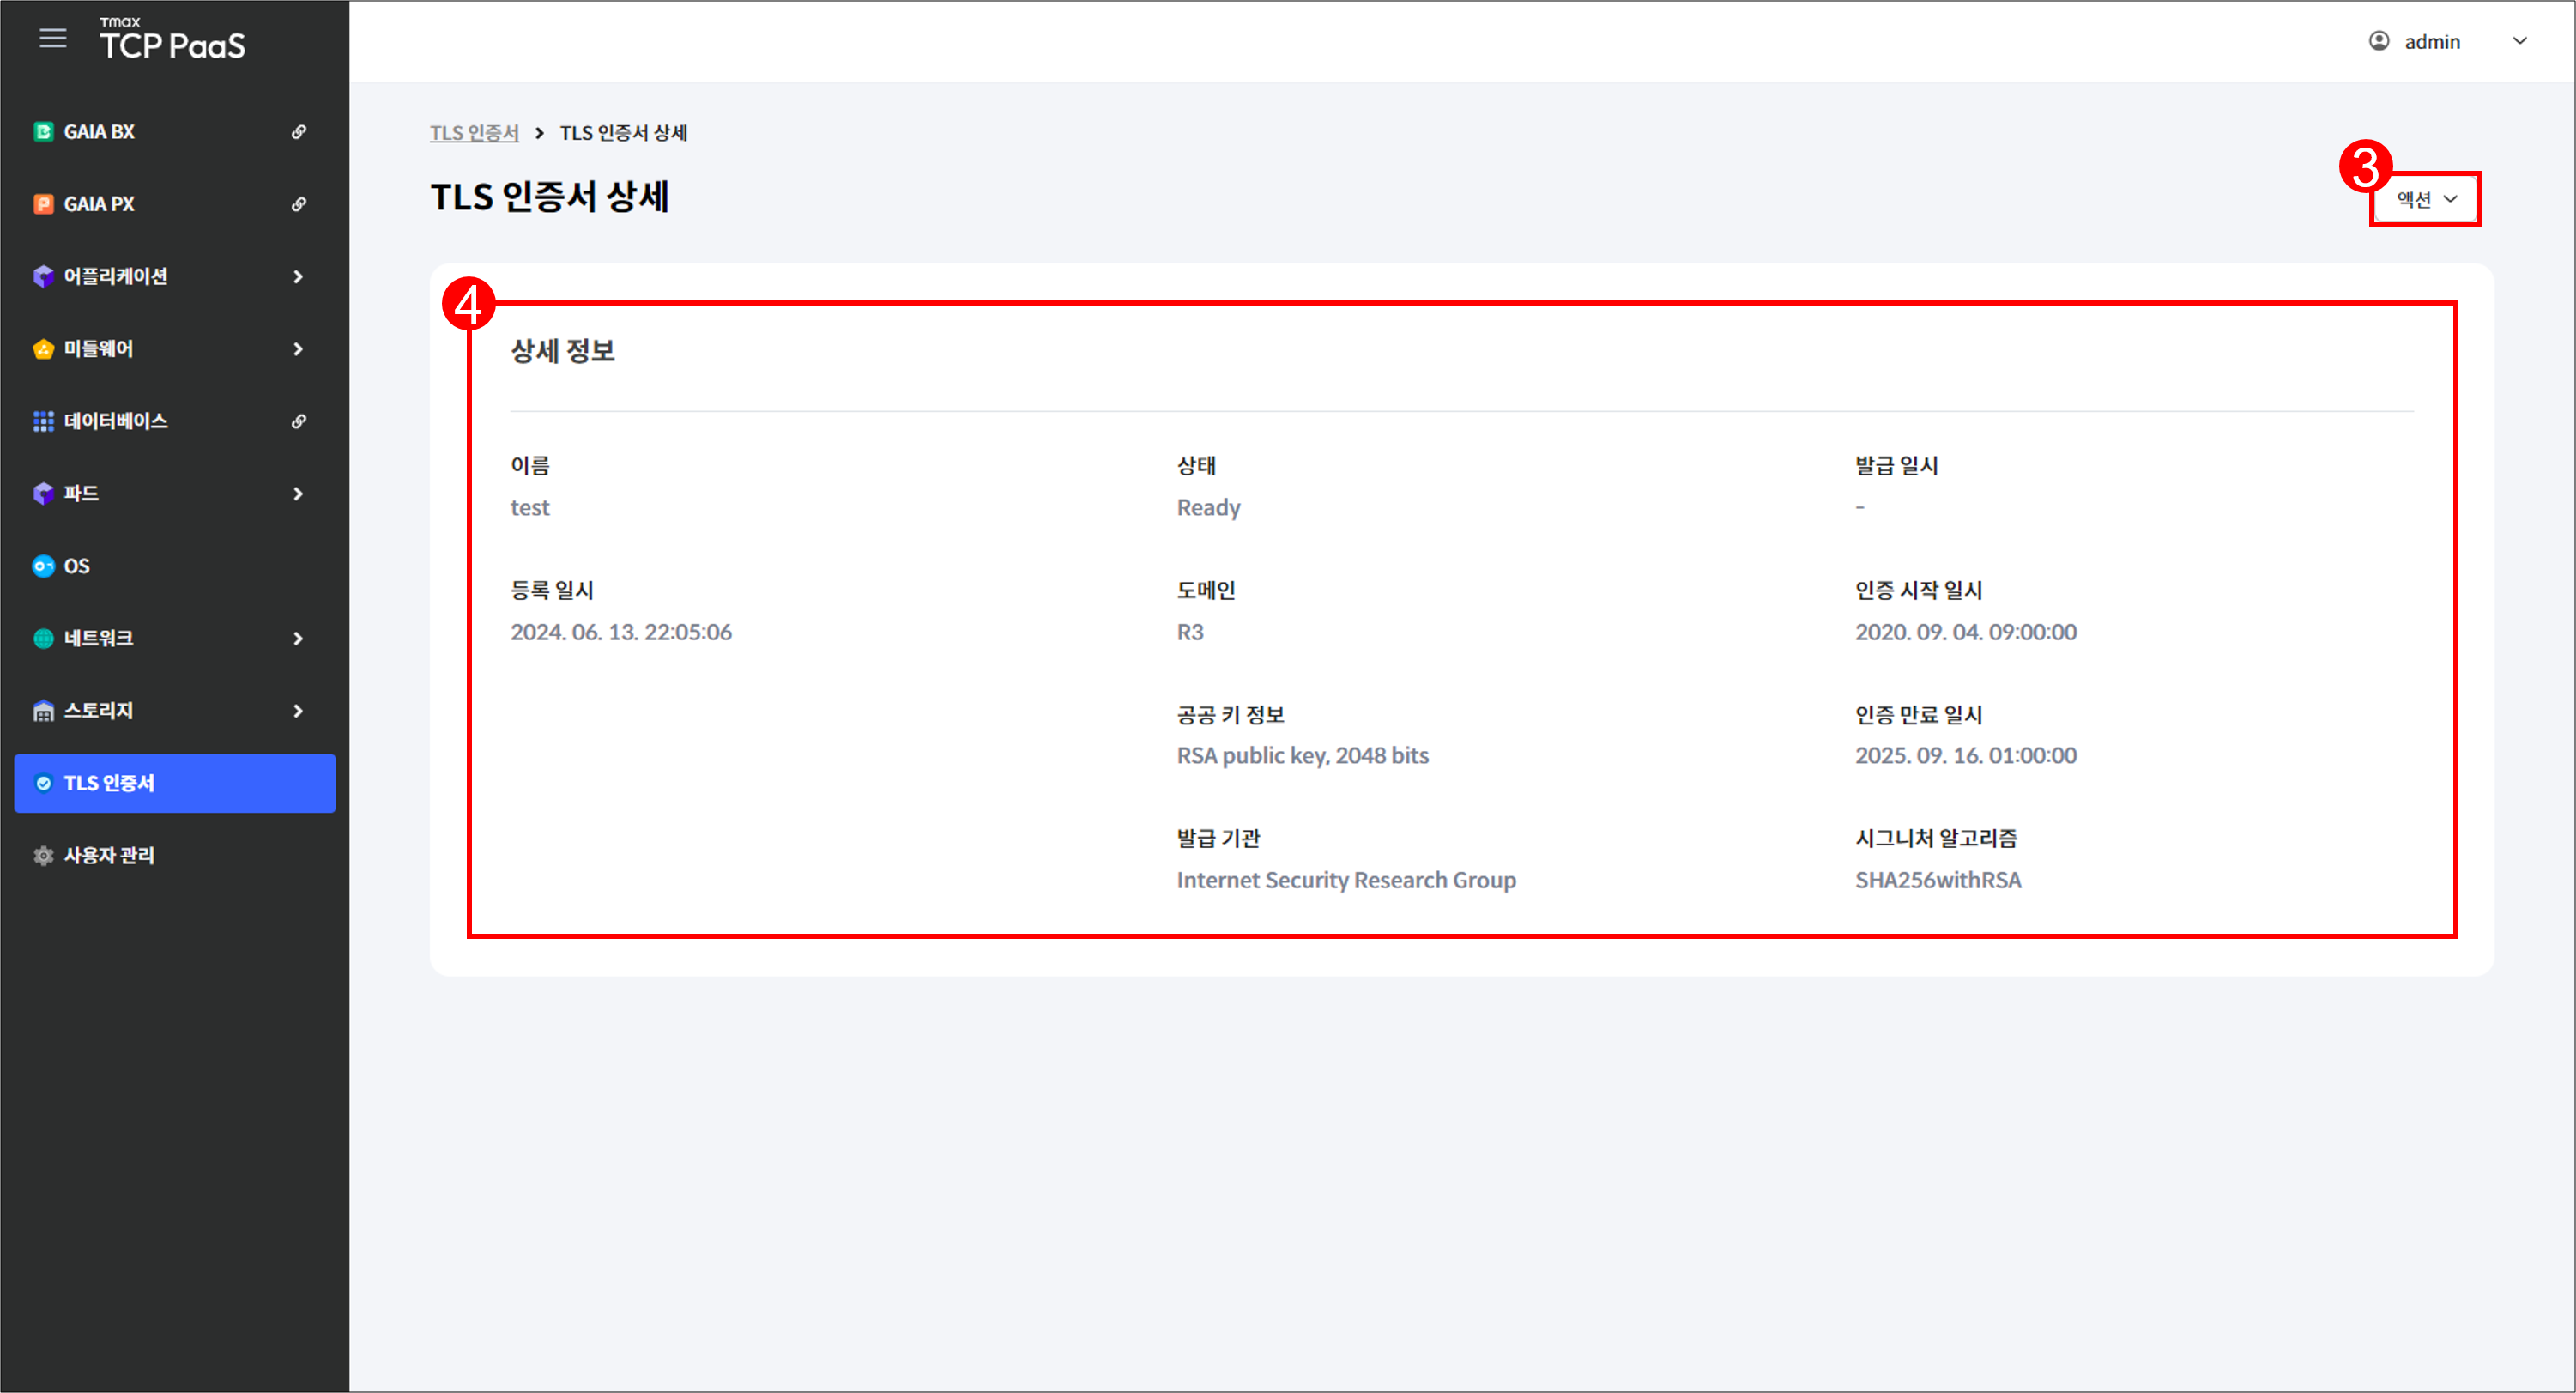 Tmax
TCP PaaS
admin
GAIA BX
GAIA PX
어플리케이션
미들웨어
데이터베이스
파드
OS
네트워크
스토리지
TLS 인증서
사용자 관리
TLS 인증서 > TLS 인증서 상세
TLS 인증서 상세
3
액션
4
상세 정보
이름
test
상태
Ready
발급 일시
-
등록 일시
2024. 06. 13. 22:05:06
도메인
R3
인증 시작 일시
2020. 09. 04. 09:00:00
공공 키 정보
RSA public key, 2048 bits
인증 만료 일시
2025. 09. 16. 01:00:00
발급 기관
Internet Security Research Group
시그니처 알고리즘
SHA256withRSA